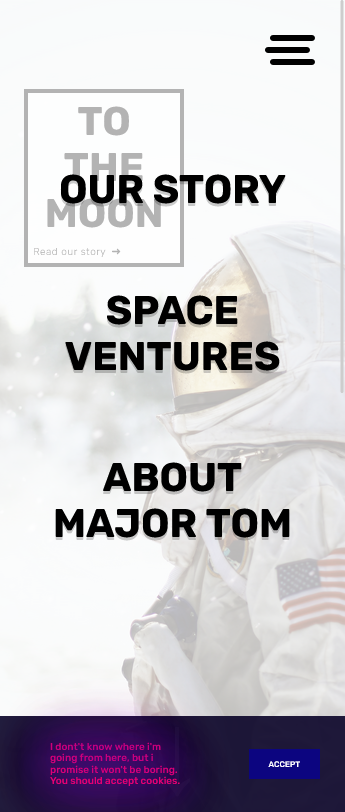 TO
THE
MOON
Read our story →
OUR STORY
SPACE
VENTURES
ABOUT
MAJOR TOM
I dont't know where i'm
going from here, but i
promise it won't be boring.
You should accept cookies.
ACCEPT